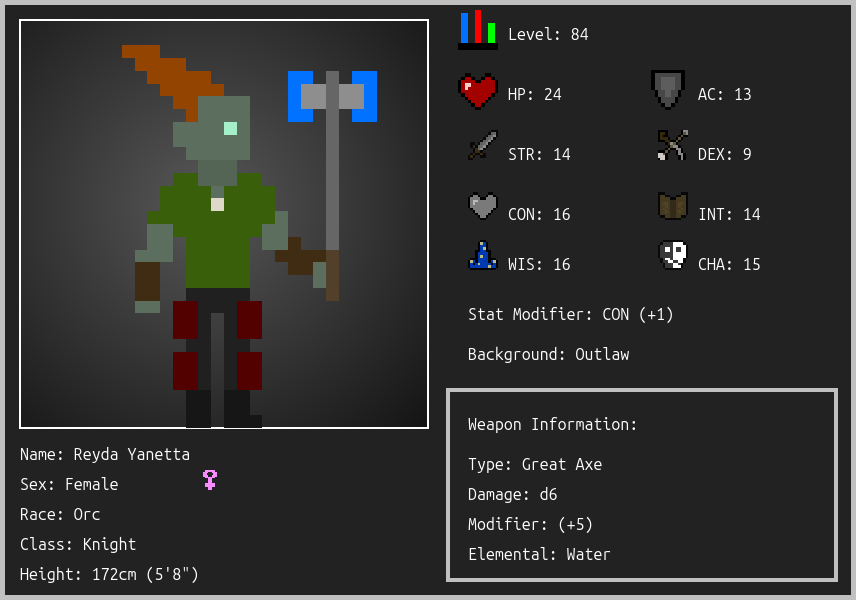 Level: 84
HP: 24
AC: 13
STR: 14
DEX: 9
CON: 16
INT: 14
WIS: 16
CHA: 15
Stat Modifier: CON (+1)
Background: Outlaw
Weapon Information:
Type: Great Axe
Damage: d6
Modifier: (+5)
Elemental: Water
Name: Reyda Yanetta
Sex: Female
Race: Orc
Class: Knight
Height: 172cm (5'8")